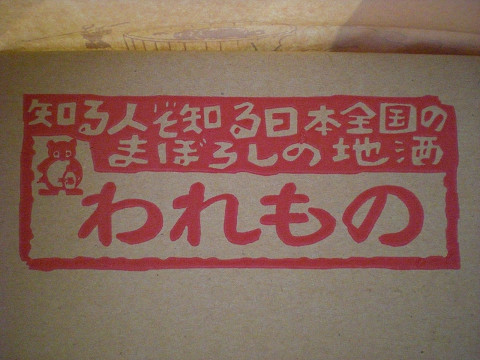 知る人ぞ知る日本全国の
まぼろしの地酒
われもの